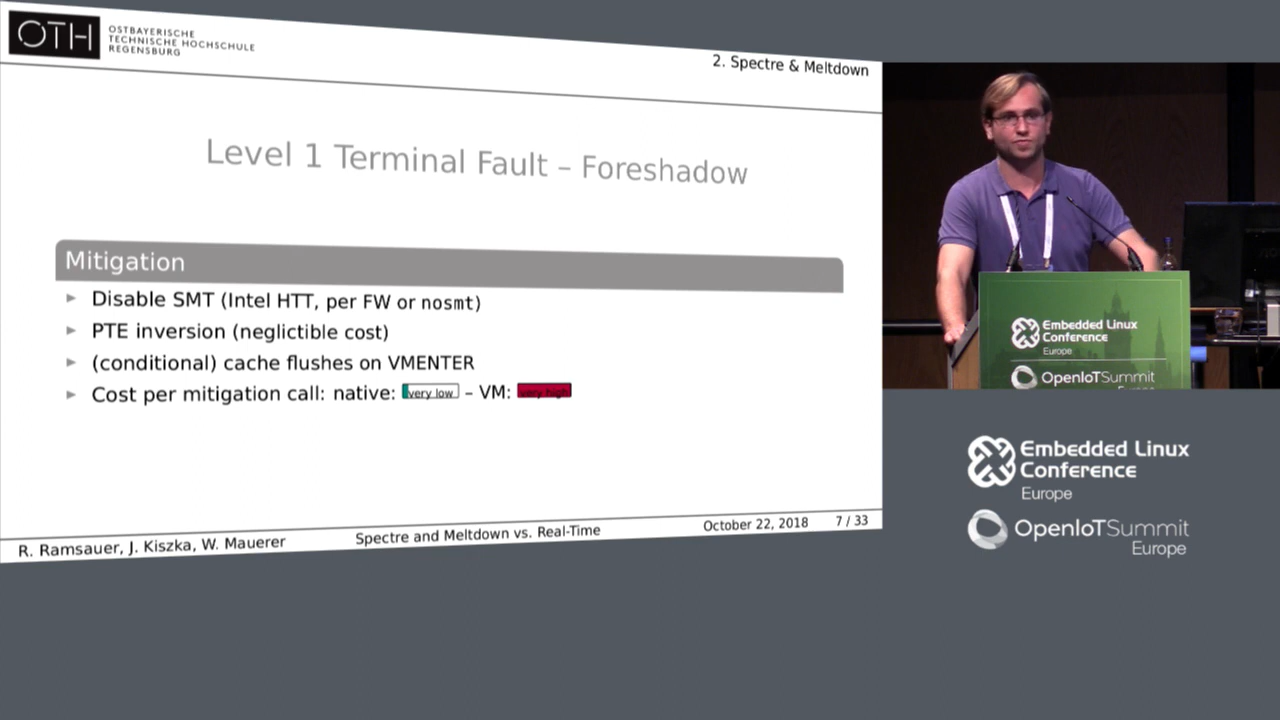 OTH
OSTBAYERISCHE
TECHNISCHE HOCHSCHULE
REGENSBURG
2. Spectre & Meltdown
Level 1 Terminal Fault – Foreshadow
Mitigation
Disable SMT (Intel HTT, per FW or nosmt)
PTE inversion (neglictible cost)
(conditional) cache flushes on VMENTER
Cost per mitigation call: native: very low – VM: very high
R. Ramsauer, J. Kiszka, W. Mauerer
Spectre and Meltdown vs. Real-Time
October 22, 2018
7 / 33
Embedded Linux
Conference
Europe
OpenIoTSummit
Europe
Embedded Linux
Conference
Europe
OpenIoTSummit
Europe